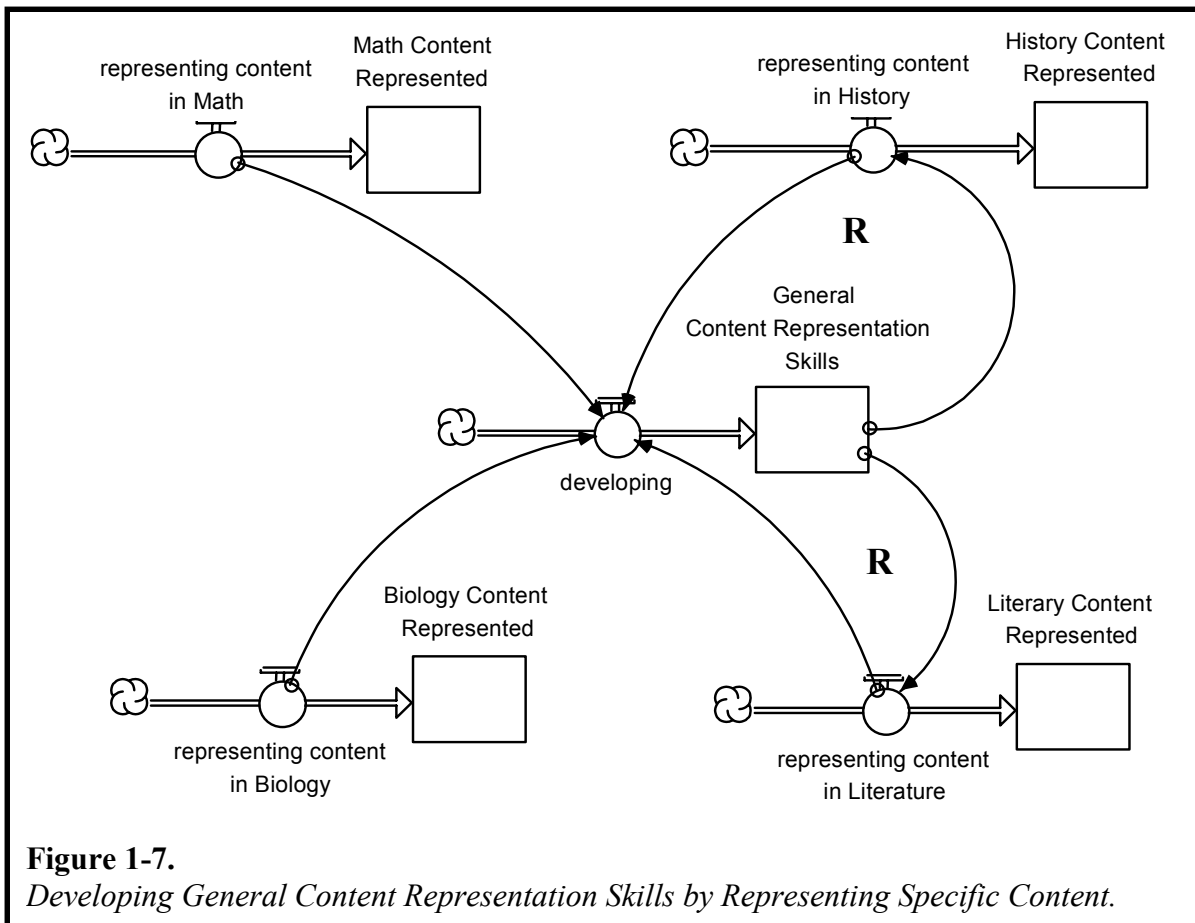 representing content
in Math
Math Content
Represented
representing content
in History
History Content
Represented
R
General
Content Representation
Skills
developing
R
Biology Content
Represented
representing content
in Biology
Literary Content
Represented
representing content
in Literature
Figure 1-7.
Developing General Content Representation Skills by Representing Specific Content.